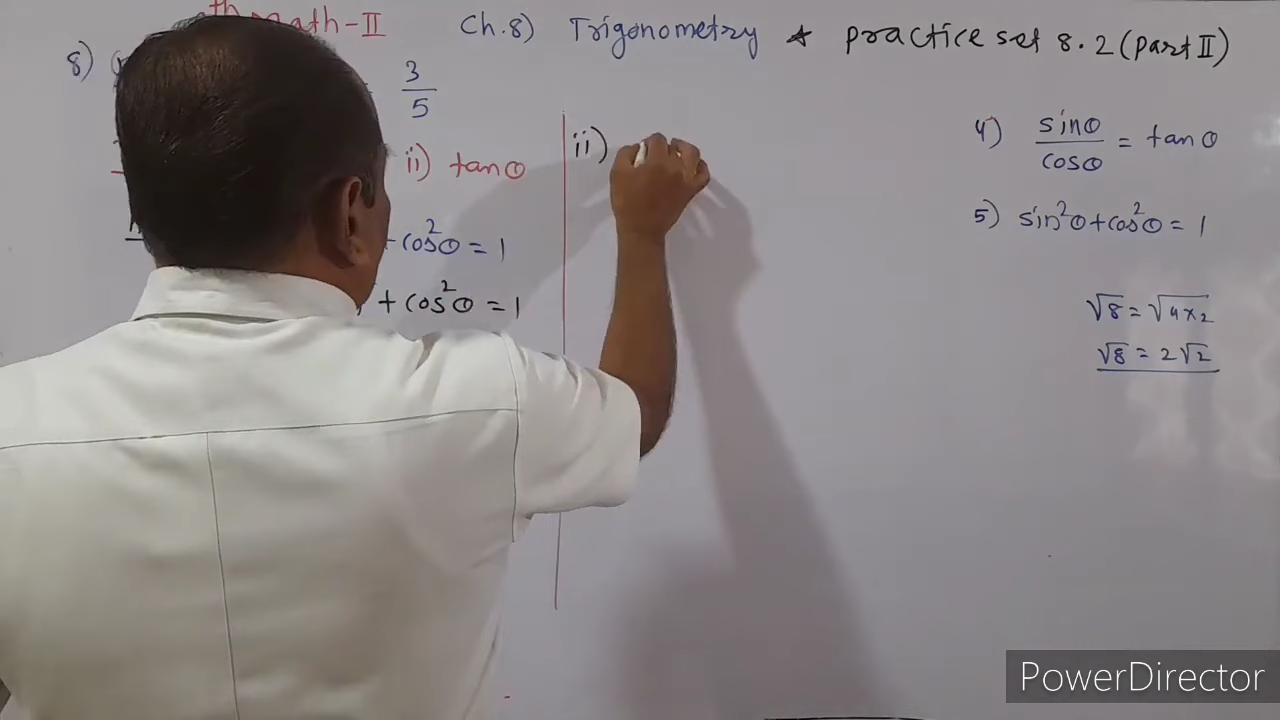 th math-II Ch.8) Trigonometry ★ practice set 8.2 (part II)
8) 3/5
ii) tanθ
+cos²θ = 1
+ cos²θ = 1
ii)
4) sinθ/cosθ = tanθ
5) sin²θ+cos²θ = 1
√8 = √4×2
√8 = 2√2
PowerDirector